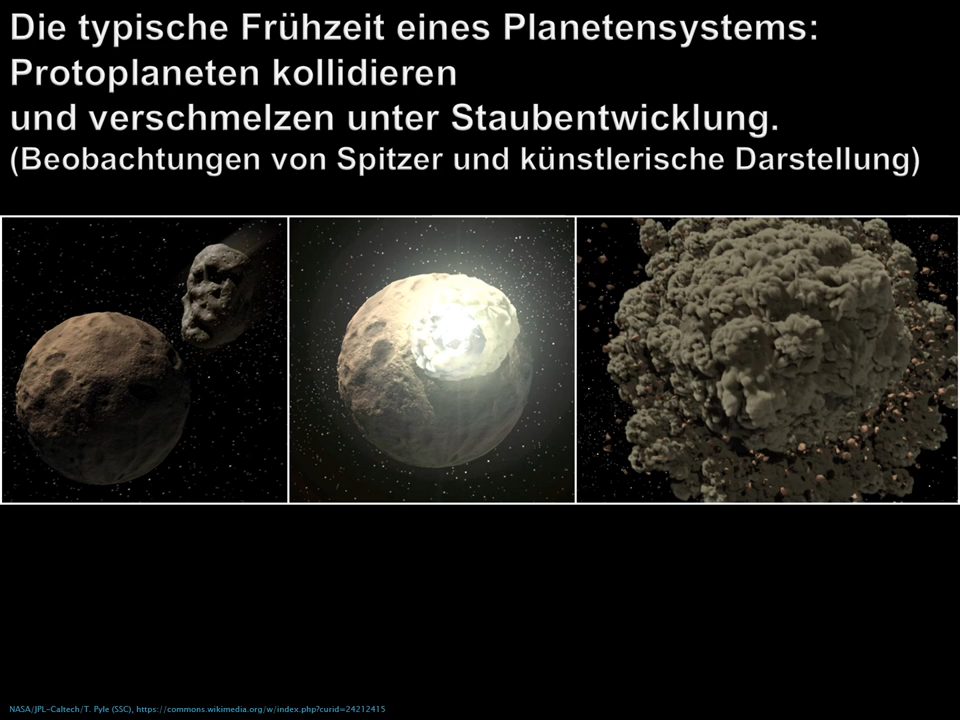 Die typische Frühzeit eines Planetensystems:
Protoplaneten kollidieren
und verschmelzen unter Staubentwicklung.
(Beobachtungen von Spitzer und künstlerische Darstellung)
NASA/JPL-Caltech/T. Pyle (SSC), https://commons.wikimedia.org/w/index.php?curid=24212415